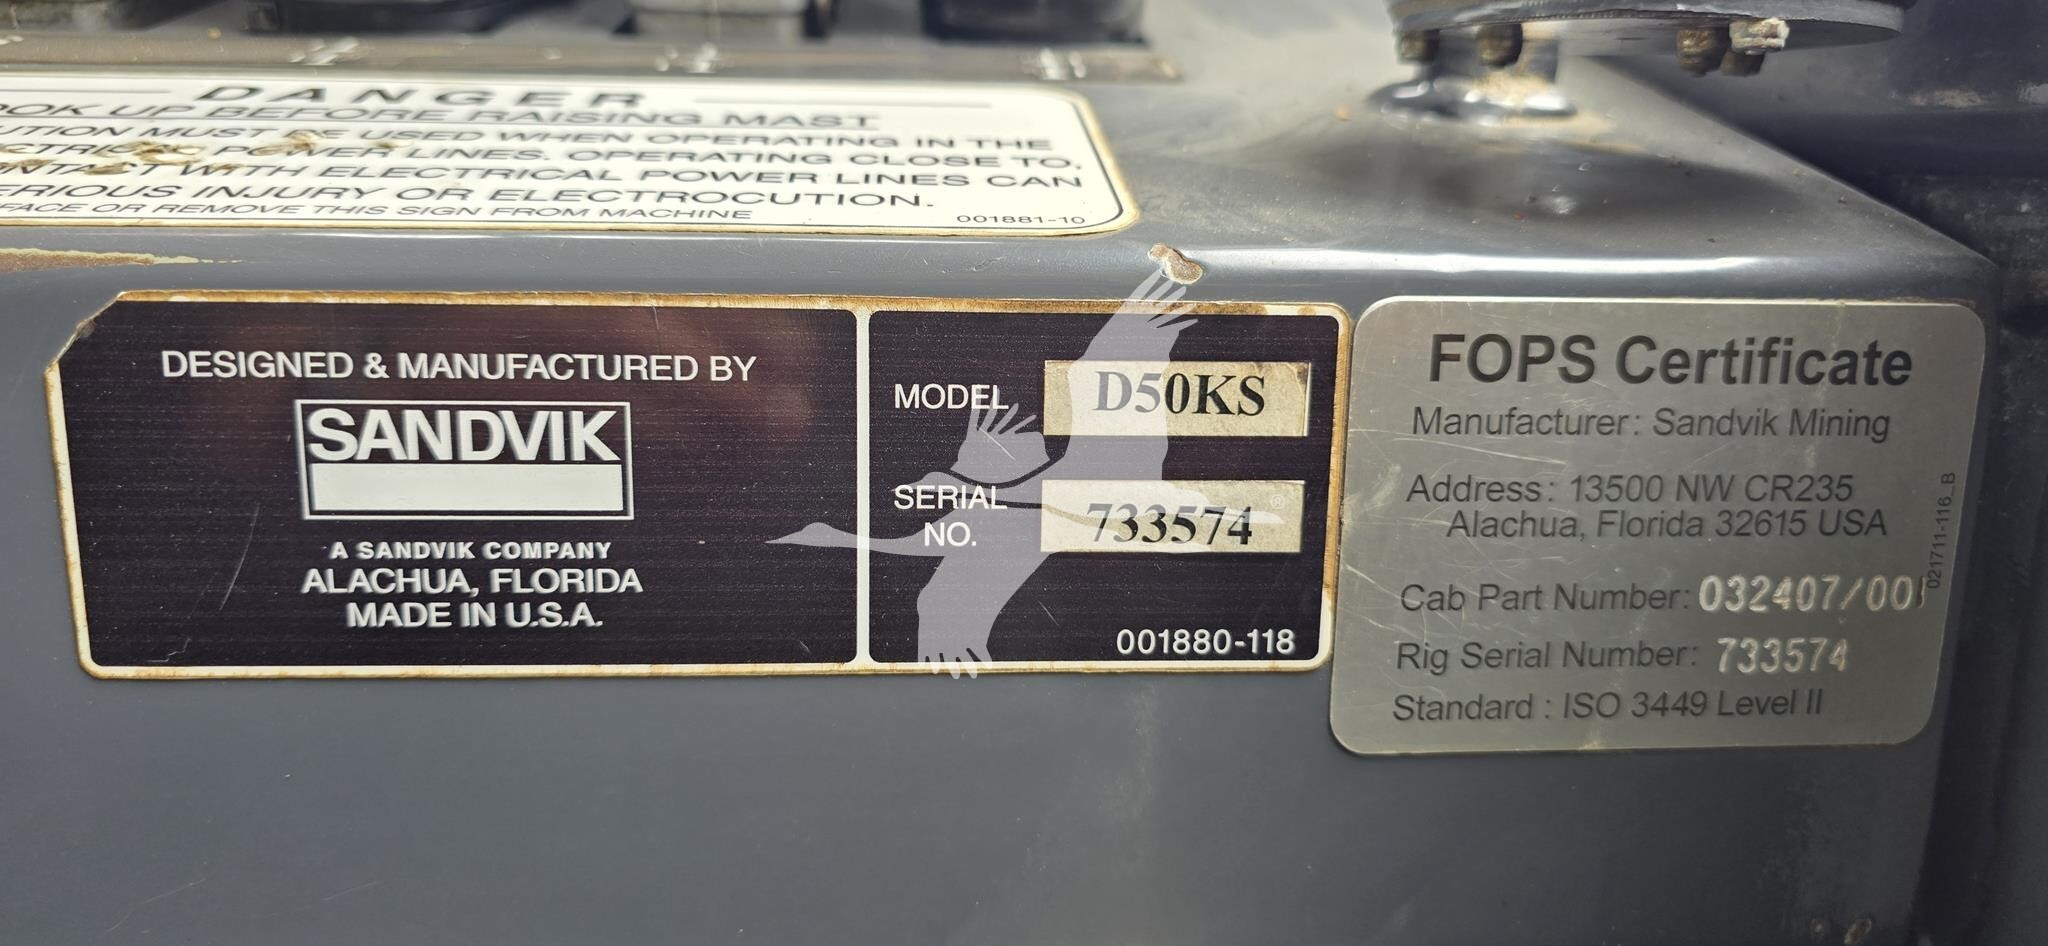 DANGER
OOK UP BEFORE RAISING MAST
UTION MUST BE USED WHEN OPERATING IN THE
POWER LINES. OPERATING CLOSE TO,
WITH ELECTRICAL POWER LINES CAN
ERIOUS INJURY OR ELECTROCUTION.
FACE OR REMOVE THIS SIGN FROM MACHINE
001881-10
DESIGNED & MANUFACTURED BY
SANDVIK
A SANDVIK COMPANY
ALACHUA, FLORIDA
MADE IN U.S.A.
MODEL D50KS
SERIAL
NO. 733574
001880-118
FOPS Certificate
Manufacturer: Sandvik Mining
Address: 13500 NW CR235
Alachua, Florida 32615 USA
Cab Part Number: 032407/00
Rig Serial Number: 733574
Standard : ISO 3449 Level II
021711-116_B